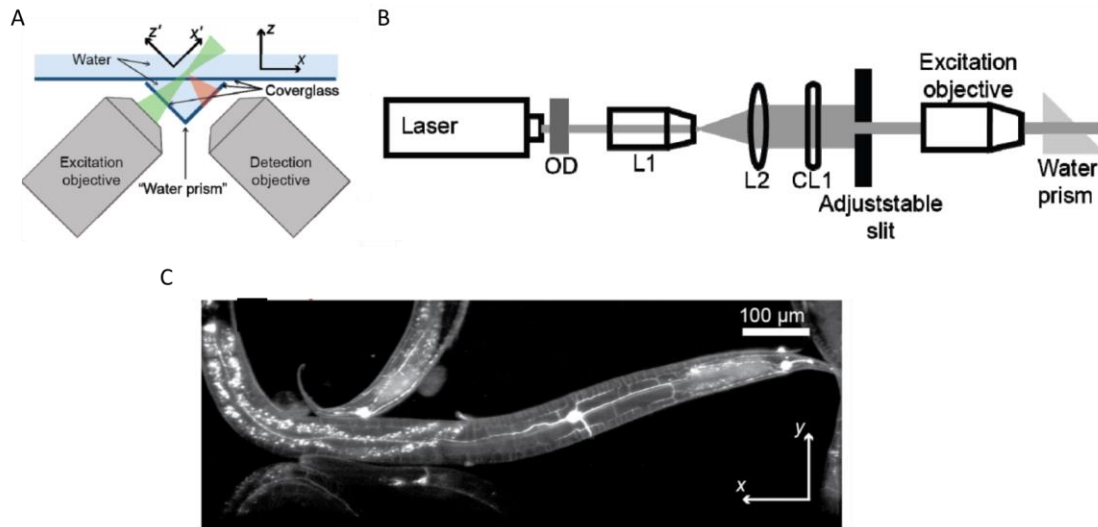 A
z'
x'
z
x
Water
Coverglass
Excitation
objective
"Water prism"
Detection
objective
B
Laser
OD
L1
L2
CL1
Adjuststable
slit
Excitation
objective
Water
prism
C
100 µm
y
x